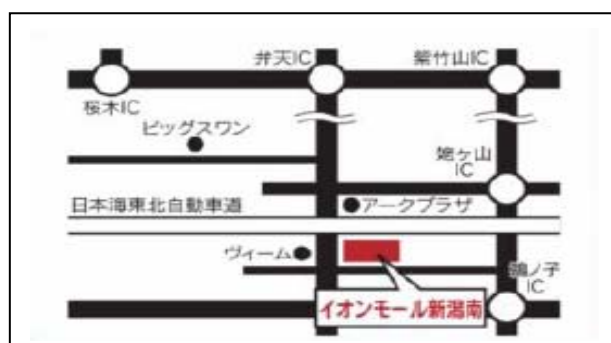 弁天IC
紫竹山IC
桜木IC
ビッグスワン
姥ヶ山
IC
日本海東北自動車道
アークプラザ
ヴィーム
鵜ノ子
IC
イオンモール新潟南